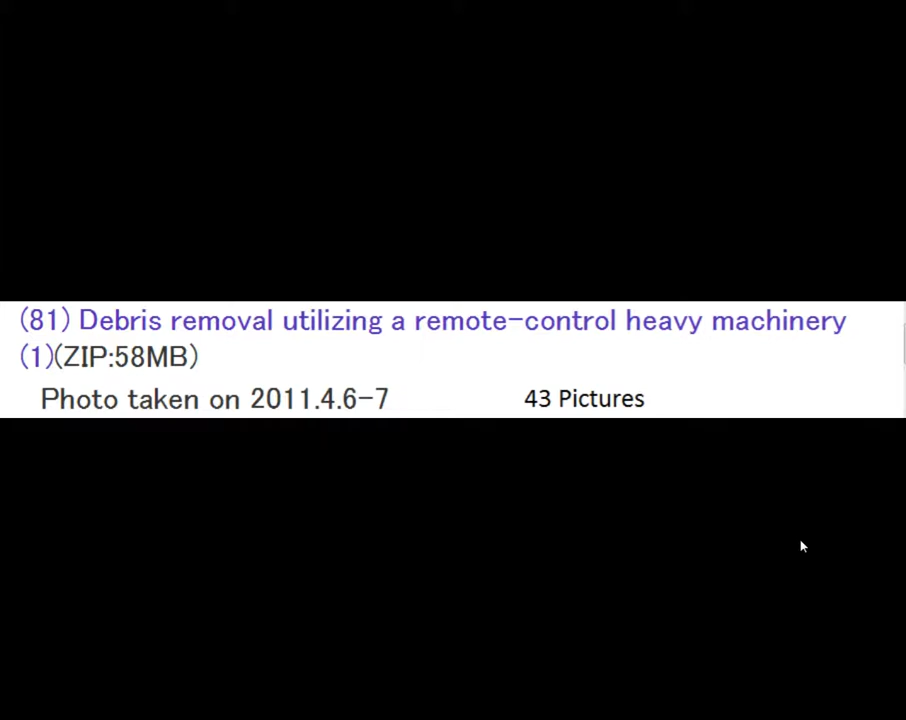 (81) Debris removal utilizing a remote-control heavy machinery
(1)(ZIP:58MB)
Photo taken on 2011.4.6-7 43 Pictures